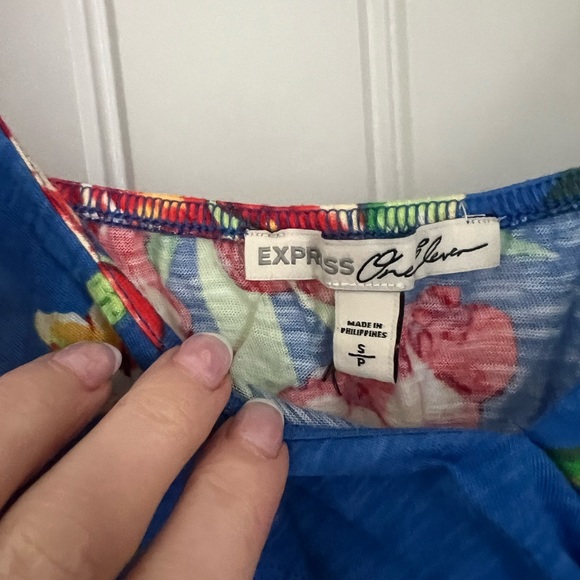 EXPRESS One Eleven
MADE IN
PHILIPPINES
S
P